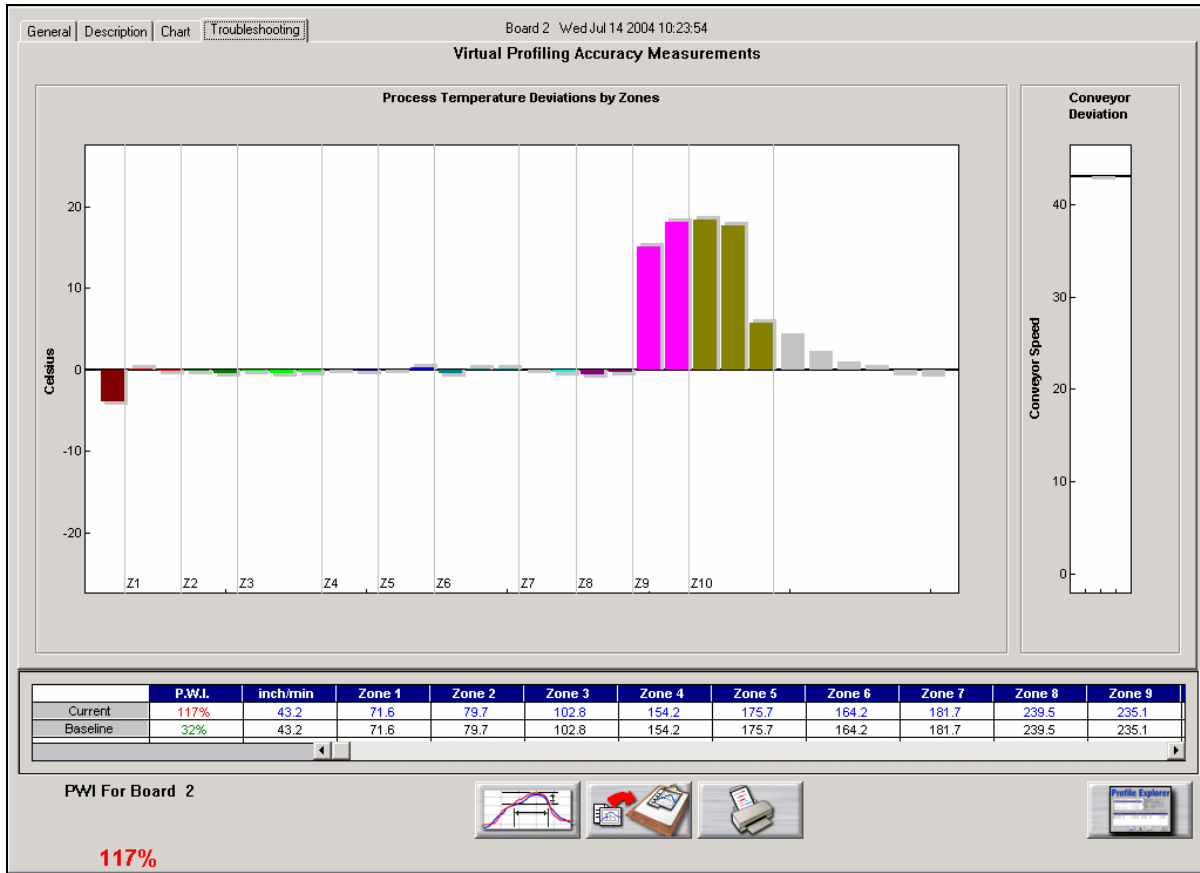 General Description Chart Troubleshooting
Board 2 Wed Jul 14 2004 10:23:54
Virtual Profiling Accuracy Measurements
Process Temperature Deviations by Zones
Conveyor
Deviation
Celsius
20
10
0
-10
-20
Z1 Z2 Z3 Z4 Z5 Z6 Z7 Z8 Z9 Z10
Conveyor Speed
40
30
20
10
0
P.W.I. inch/min Zone 1 Zone 2 Zone 3 Zone 4 Zone 5 Zone 6 Zone 7 Zone 8 Zone 9
Current 117% 43.2 71.6 79.7 102.8 154.2 175.7 164.2 181.7 239.5 235.1
Baseline 32% 43.2 71.6 79.7 102.8 154.2 175.7 164.2 181.7 239.5 235.1
PWI For Board 2
117%
Profile Explorer